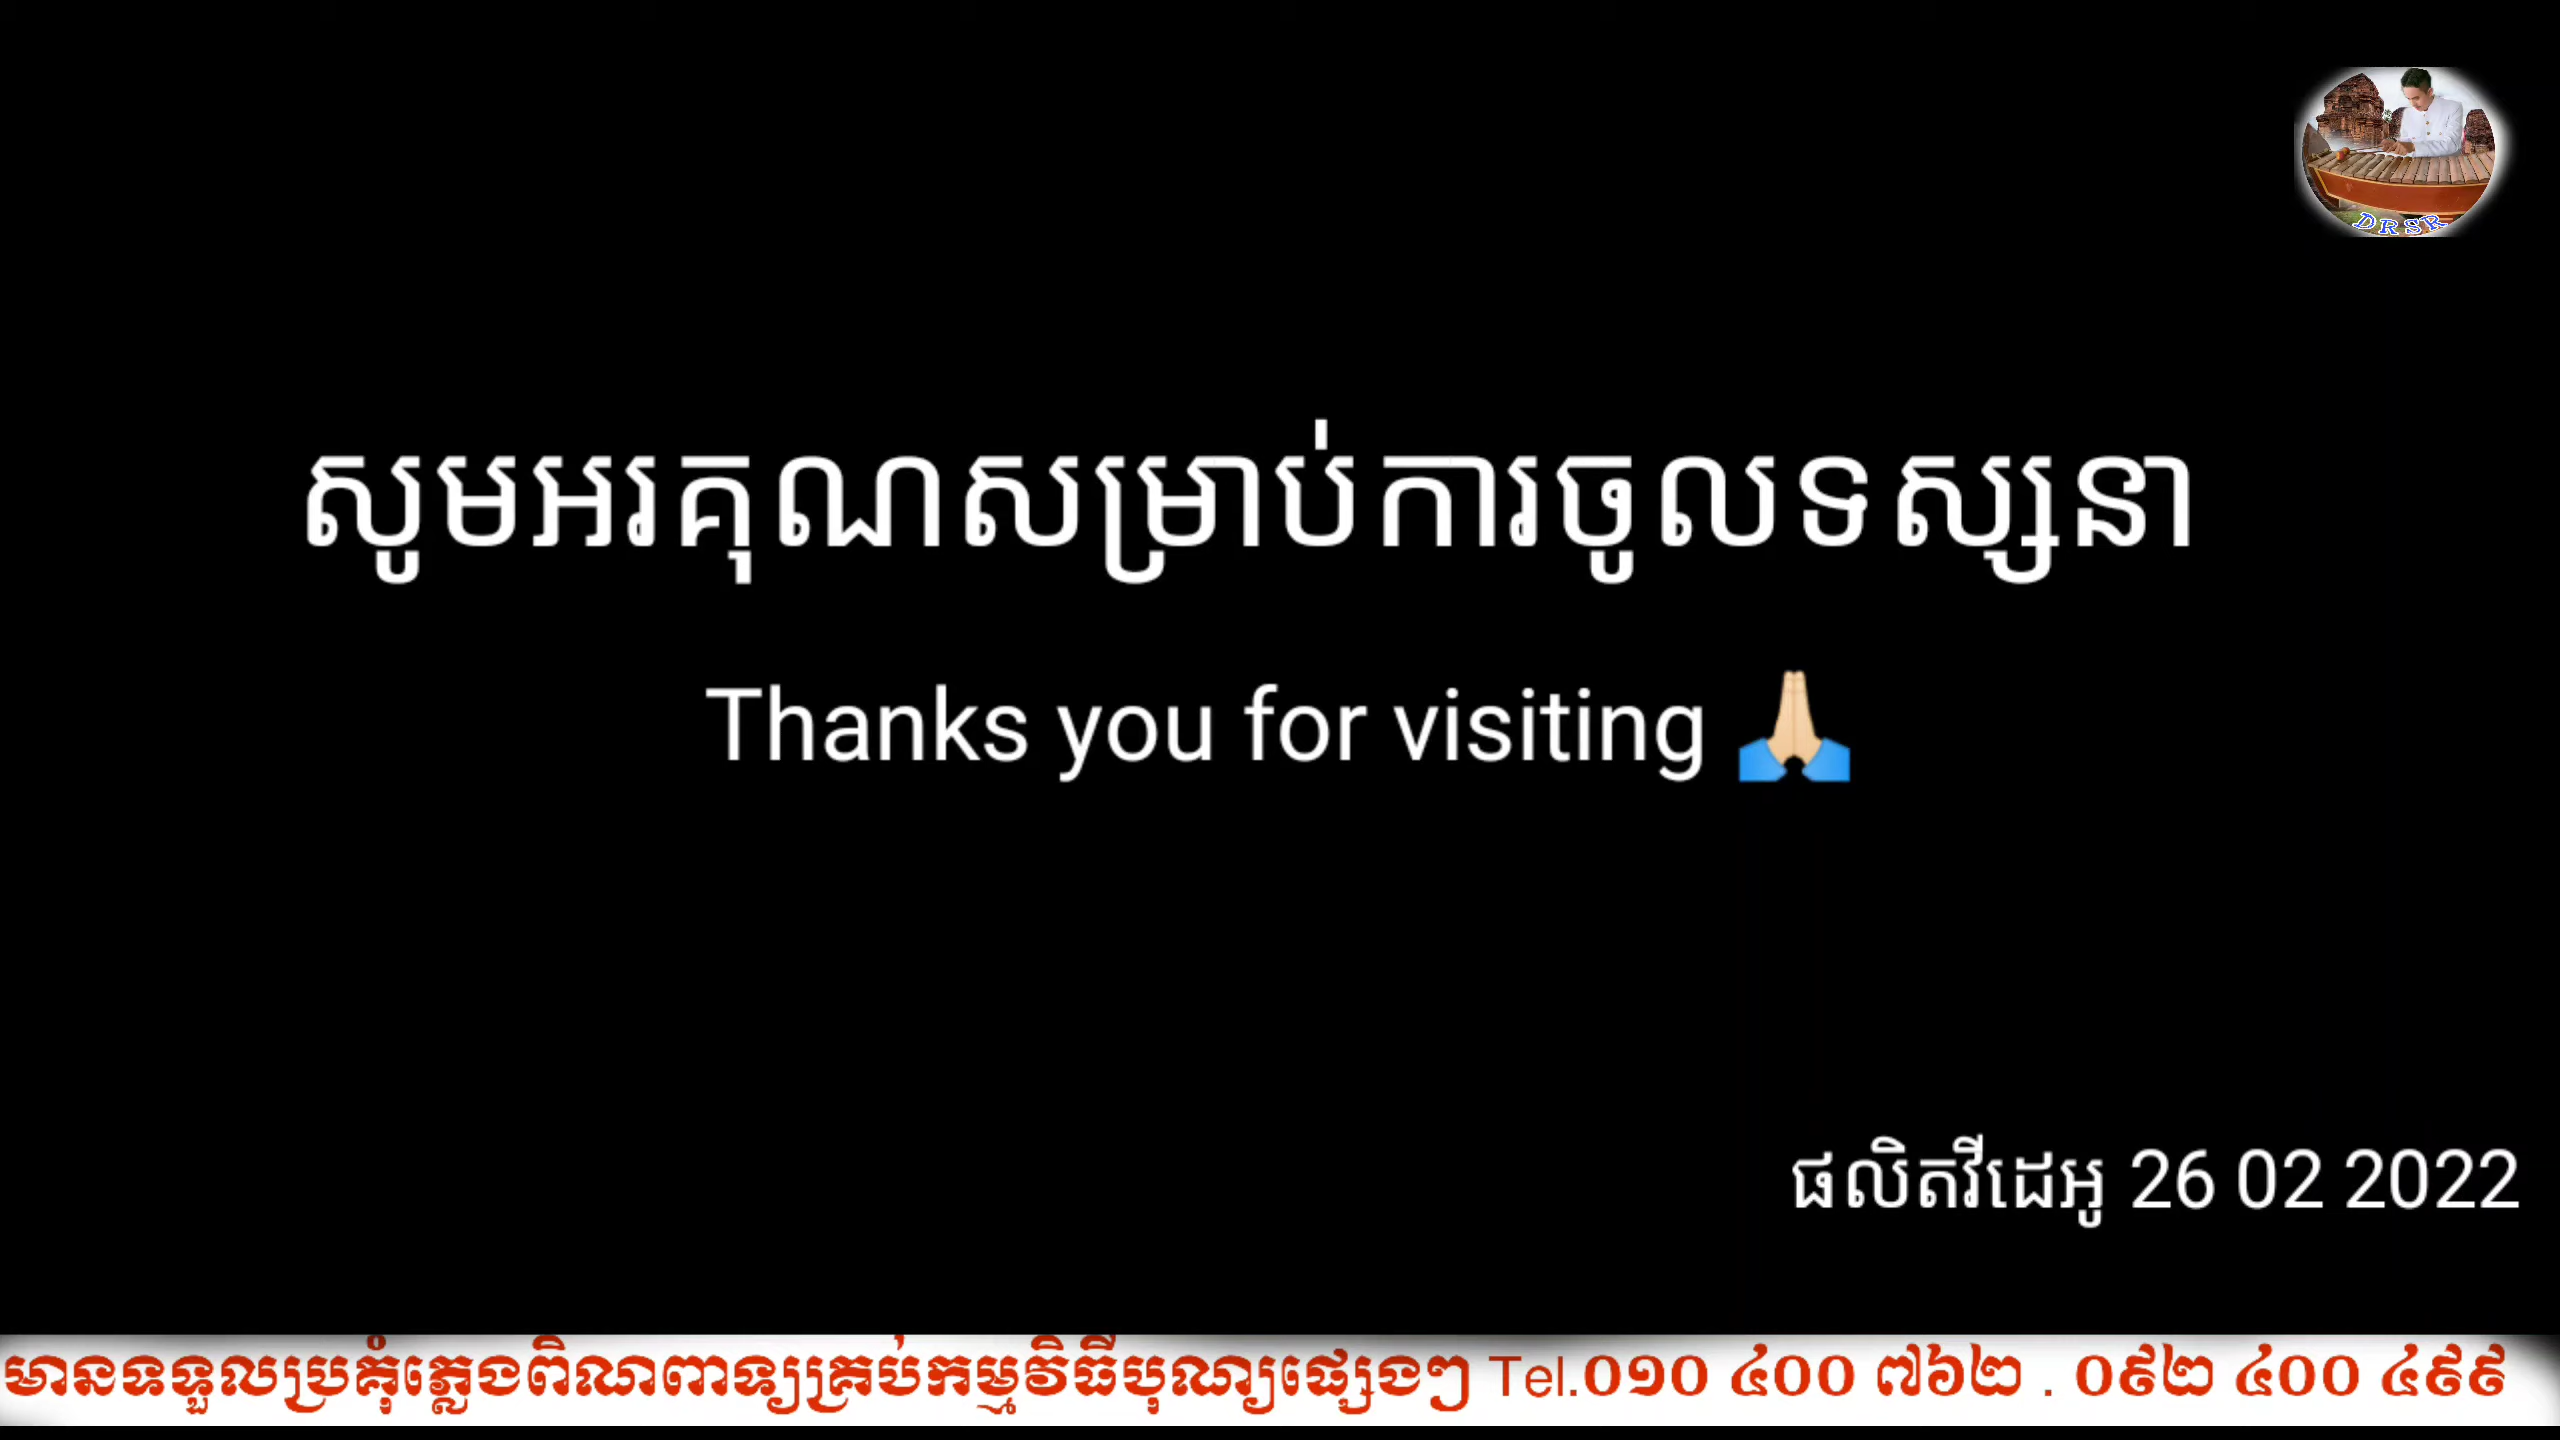 DRSR
សូមអរគុណសម្រាប់ការចូលទស្សនា
Thanks you for visiting 🙏🏻
ផលិតវីដេអូ 26 02 2022
មានទទួលប្រគុំភ្លេងពិណពាទ្យគ្រប់កម្មវិធីបុណ្យផ្សេងៗ Tel.០១០ ៤០០ ៧៦២ . ០៩២ ៤០០ ៤៩៩